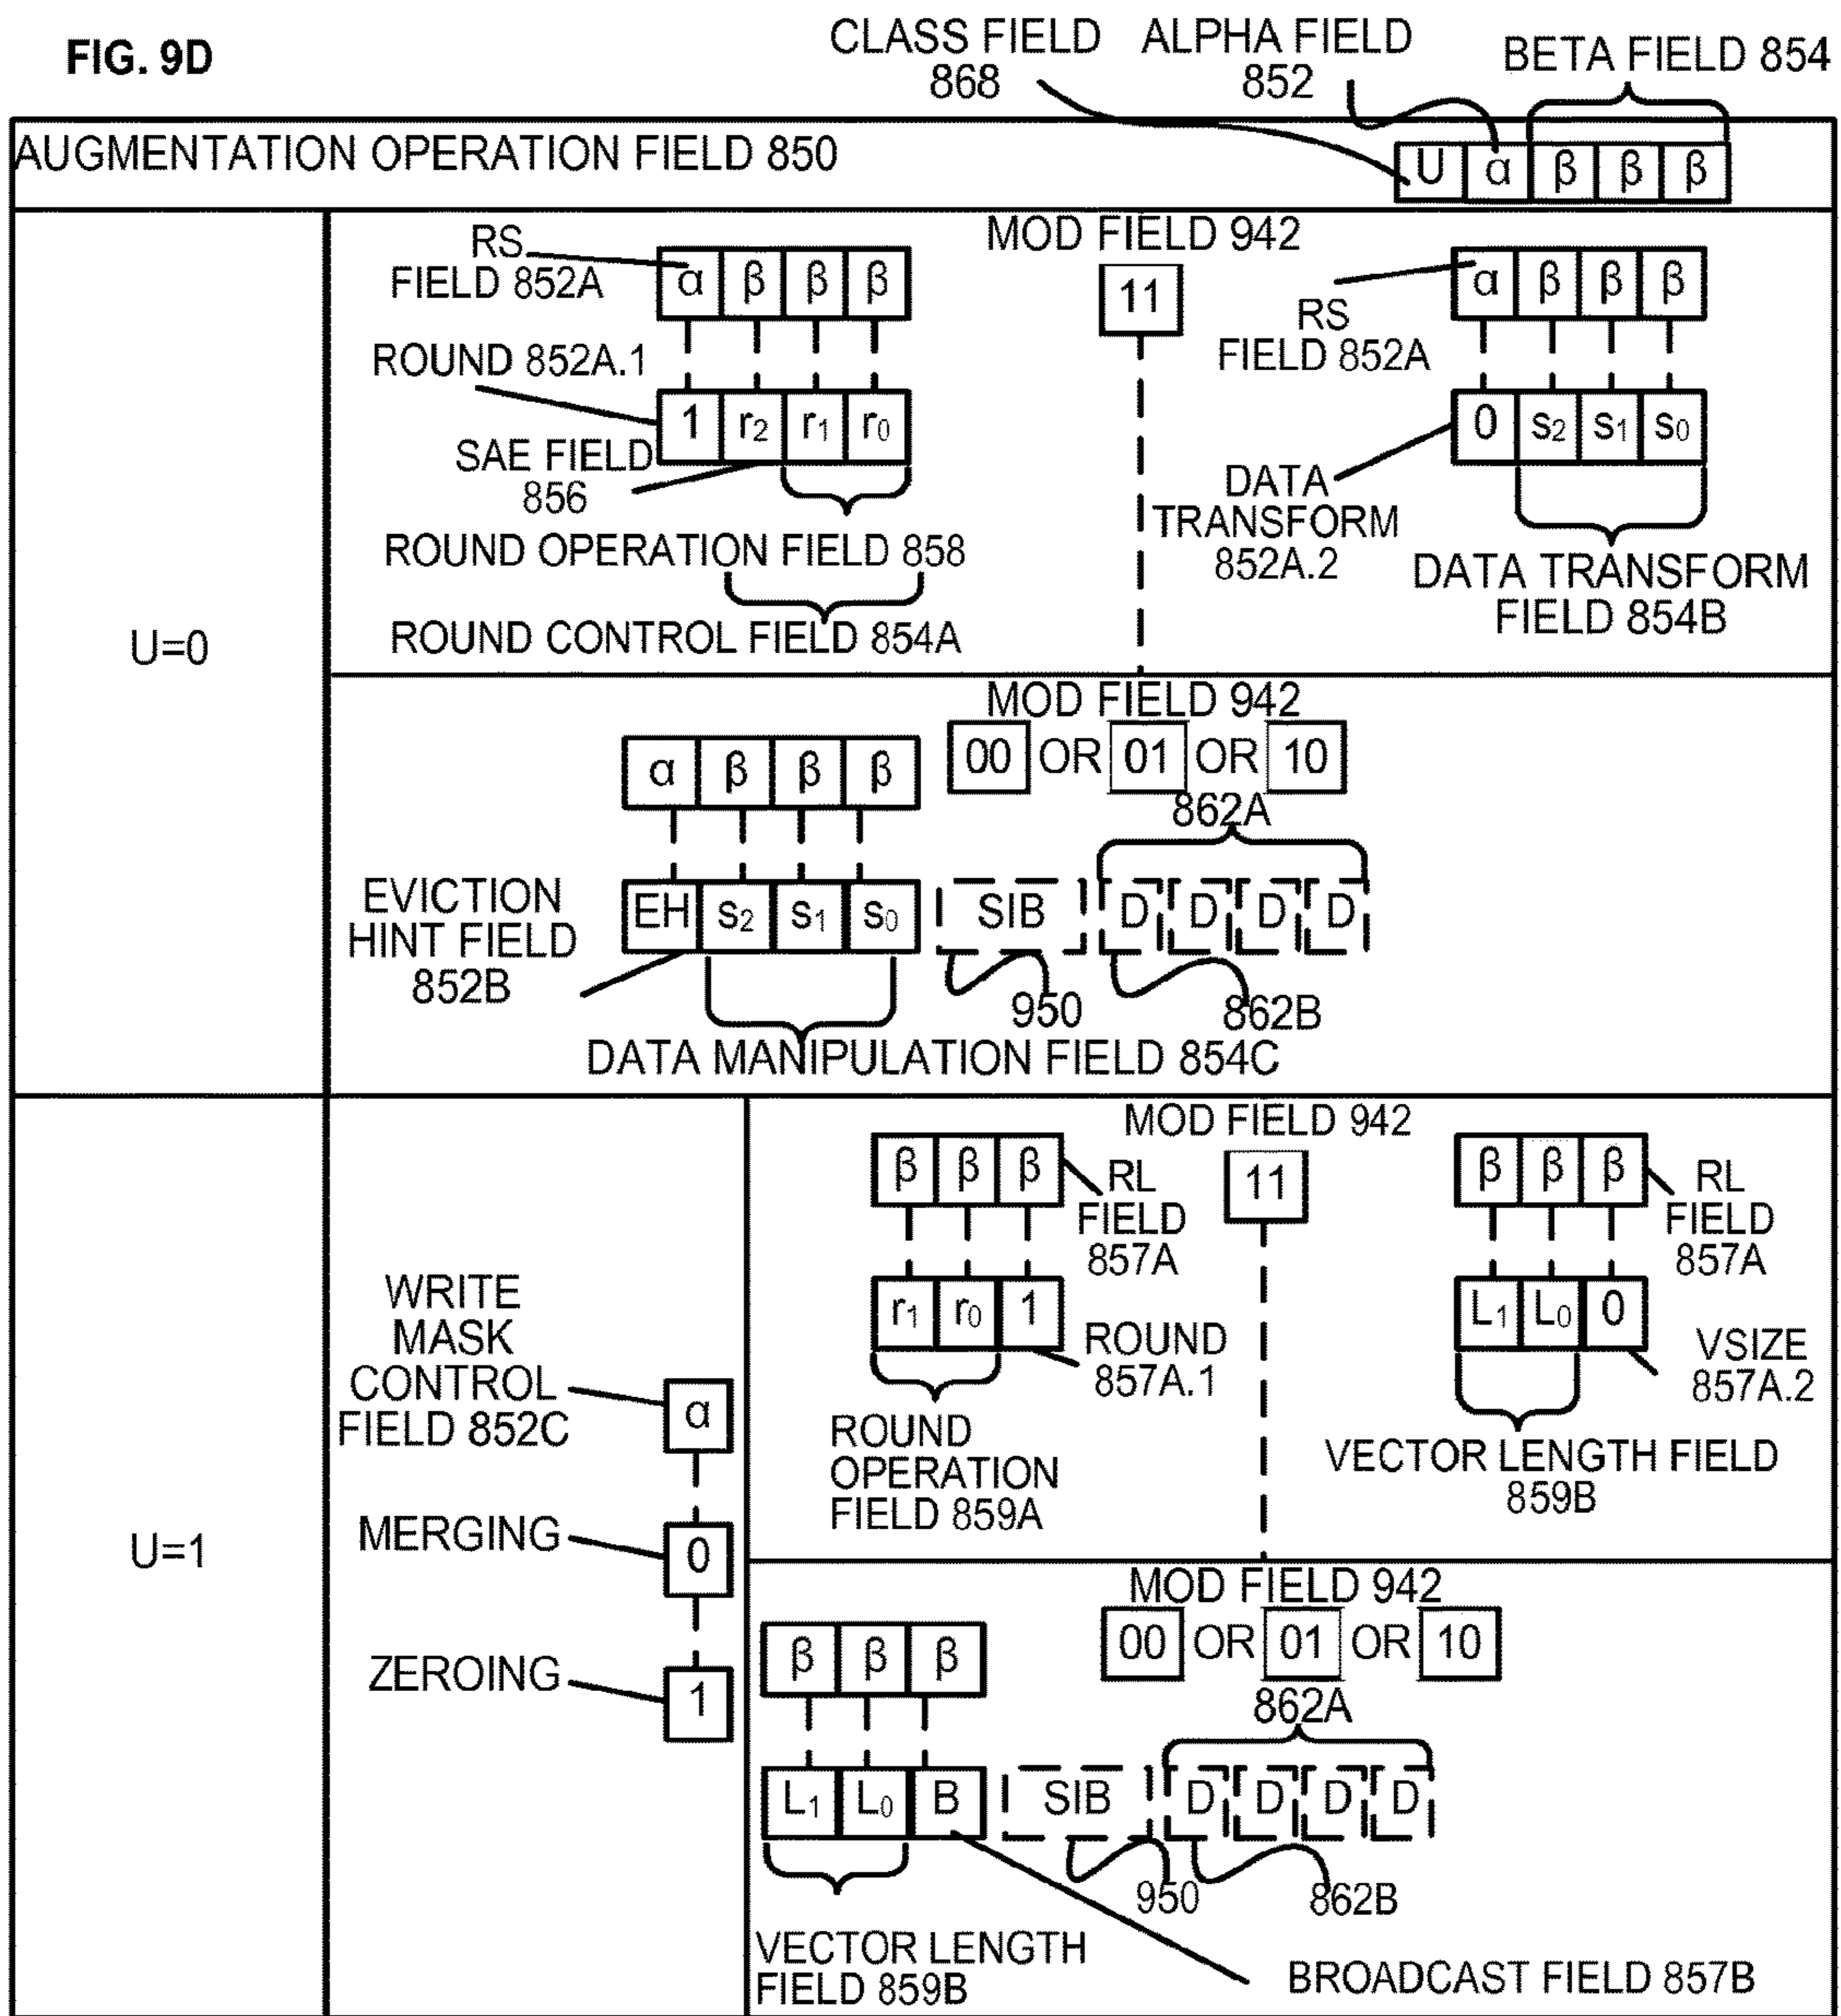 FIG. 9D
CLASS FIELD
868
ALPHA FIELD
852
BETA FIELD 854
AUGMENTATION OPERATION FIELD 850
U α β β β
U=0
MOD FIELD 942
11
RS
FIELD 852A
α β β β
ROUND 852A.1
1 r2 r1 r0
SAE FIELD
856
ROUND OPERATION FIELD 858
ROUND CONTROL FIELD 854A
α β β β
RS
FIELD 852A
0 s2 s1 s0
DATA
TRANSFORM
852A.2
DATA TRANSFORM
FIELD 854B
MOD FIELD 942
00 OR 01 OR 10
α β β β
862A
EVICTION
HINT FIELD
852B
EH s2 s1 s0 SIB D D D D
950
862B
DATA MANIPULATION FIELD 854C
U=1
WRITE
MASK
CONTROL
FIELD 852C
α
MERGING
0
ZEROING
1
MOD FIELD 942
11
β β β
RL
FIELD
857A
r1 r0 1
ROUND
857A.1
ROUND
OPERATION
FIELD 859A
β β β
RL
FIELD
857A
L1 L0 0
VSIZE
857A.2
VECTOR LENGTH FIELD
859B
MOD FIELD 942
00 OR 01 OR 10
β β β
862A
L1 L0 B SIB D D D D
950
862B
VECTOR LENGTH
FIELD 859B
BROADCAST FIELD 857B